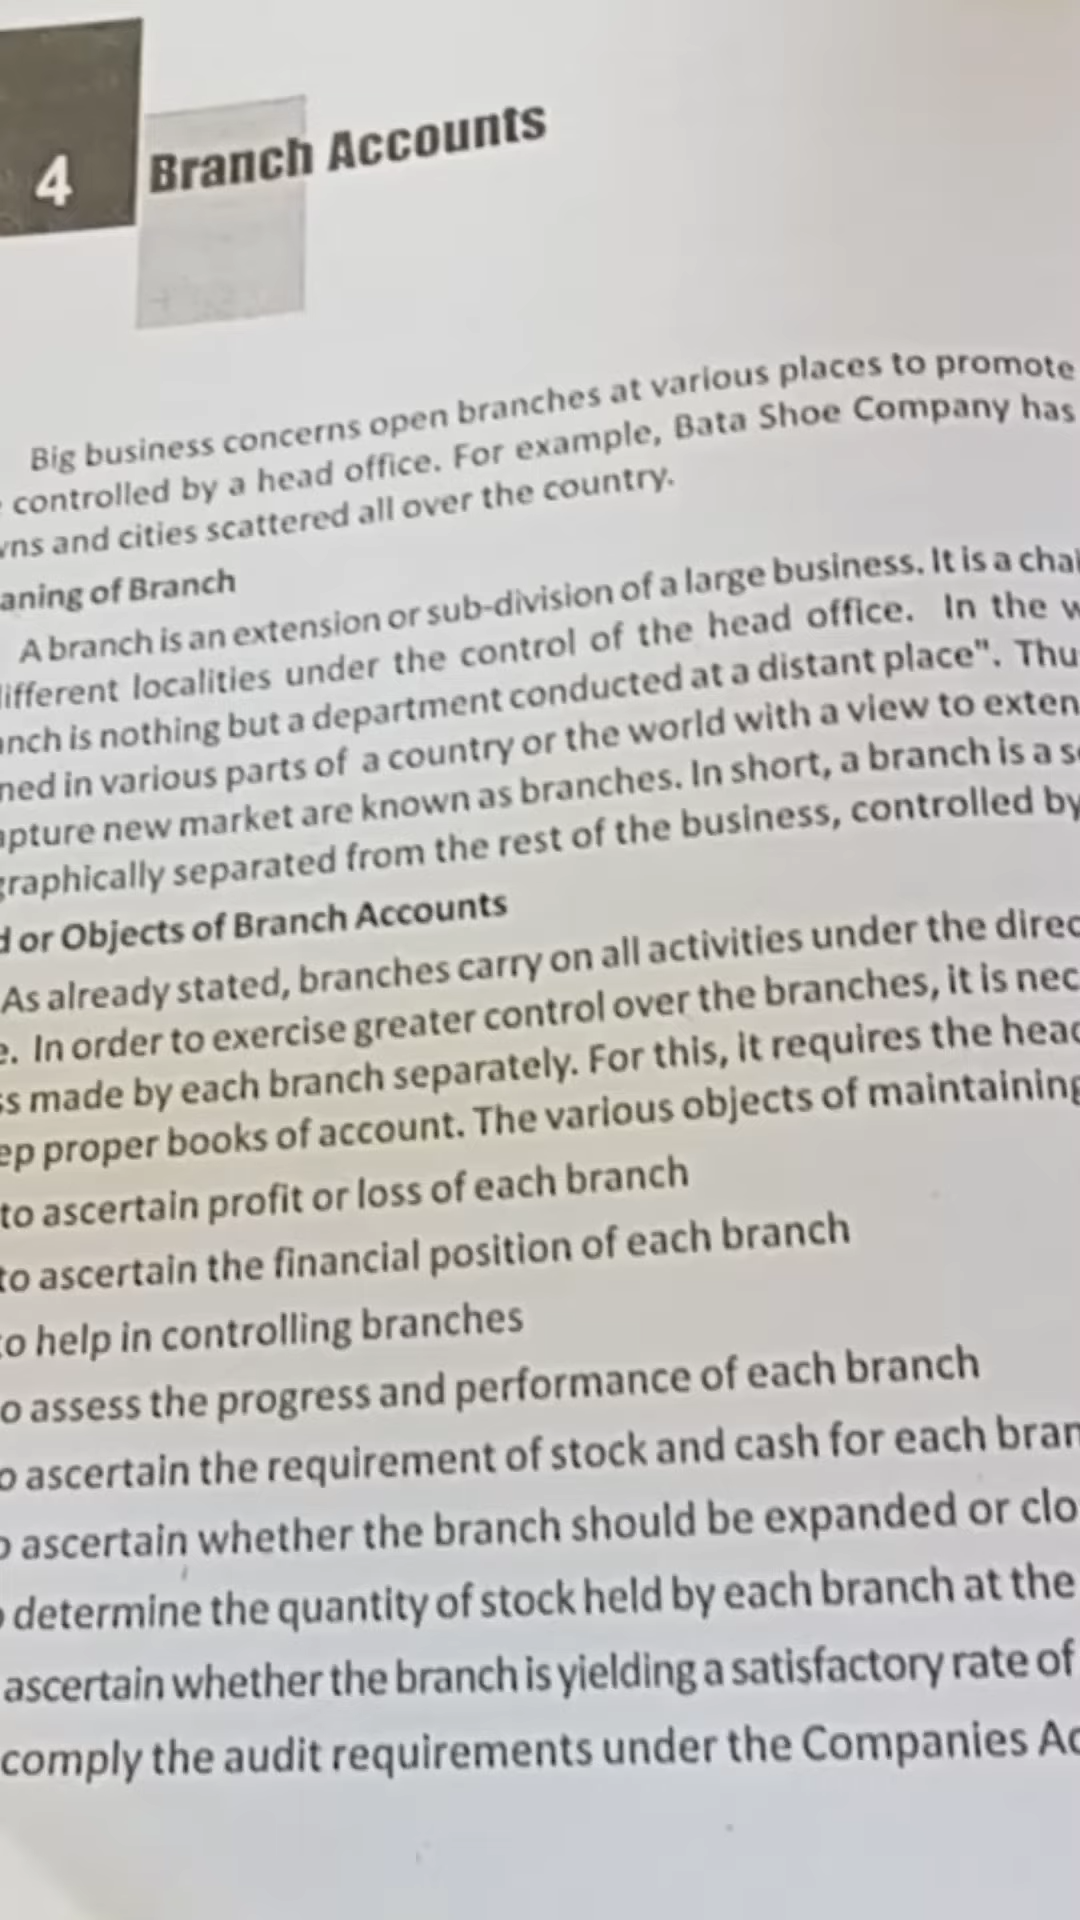 4
Branch Accounts
Big business concerns open branches at various places to promote
controlled by a head office. For example, Bata Shoe Company has
wns and cities scattered all over the country.
aning of Branch
A branch is an extension or sub-division of a large business. It is a chai
ifferent localities under the control of the head office. In the w
nch is nothing but a department conducted at a distant place". Thu
ned in various parts of a country or the world with a view to exten
apture new market are known as branches. In short, a branch is a se
graphically separated from the rest of the business, controlled by
d or Objects of Branch Accounts
As already stated, branches carry on all activities under the direc
e. In order to exercise greater control over the branches, it is nec
ss made by each branch separately. For this, it requires the head
ep proper books of account. The various objects of maintaining
to ascertain profit or loss of each branch
to ascertain the financial position of each branch
to help in controlling branches
o assess the progress and performance of each branch
o ascertain the requirement of stock and cash for each bran
o ascertain whether the branch should be expanded or clo
determine the quantity of stock held by each branch at the
ascertain whether the branch is yielding a satisfactory rate of
comply the audit requirements under the Companies Ac